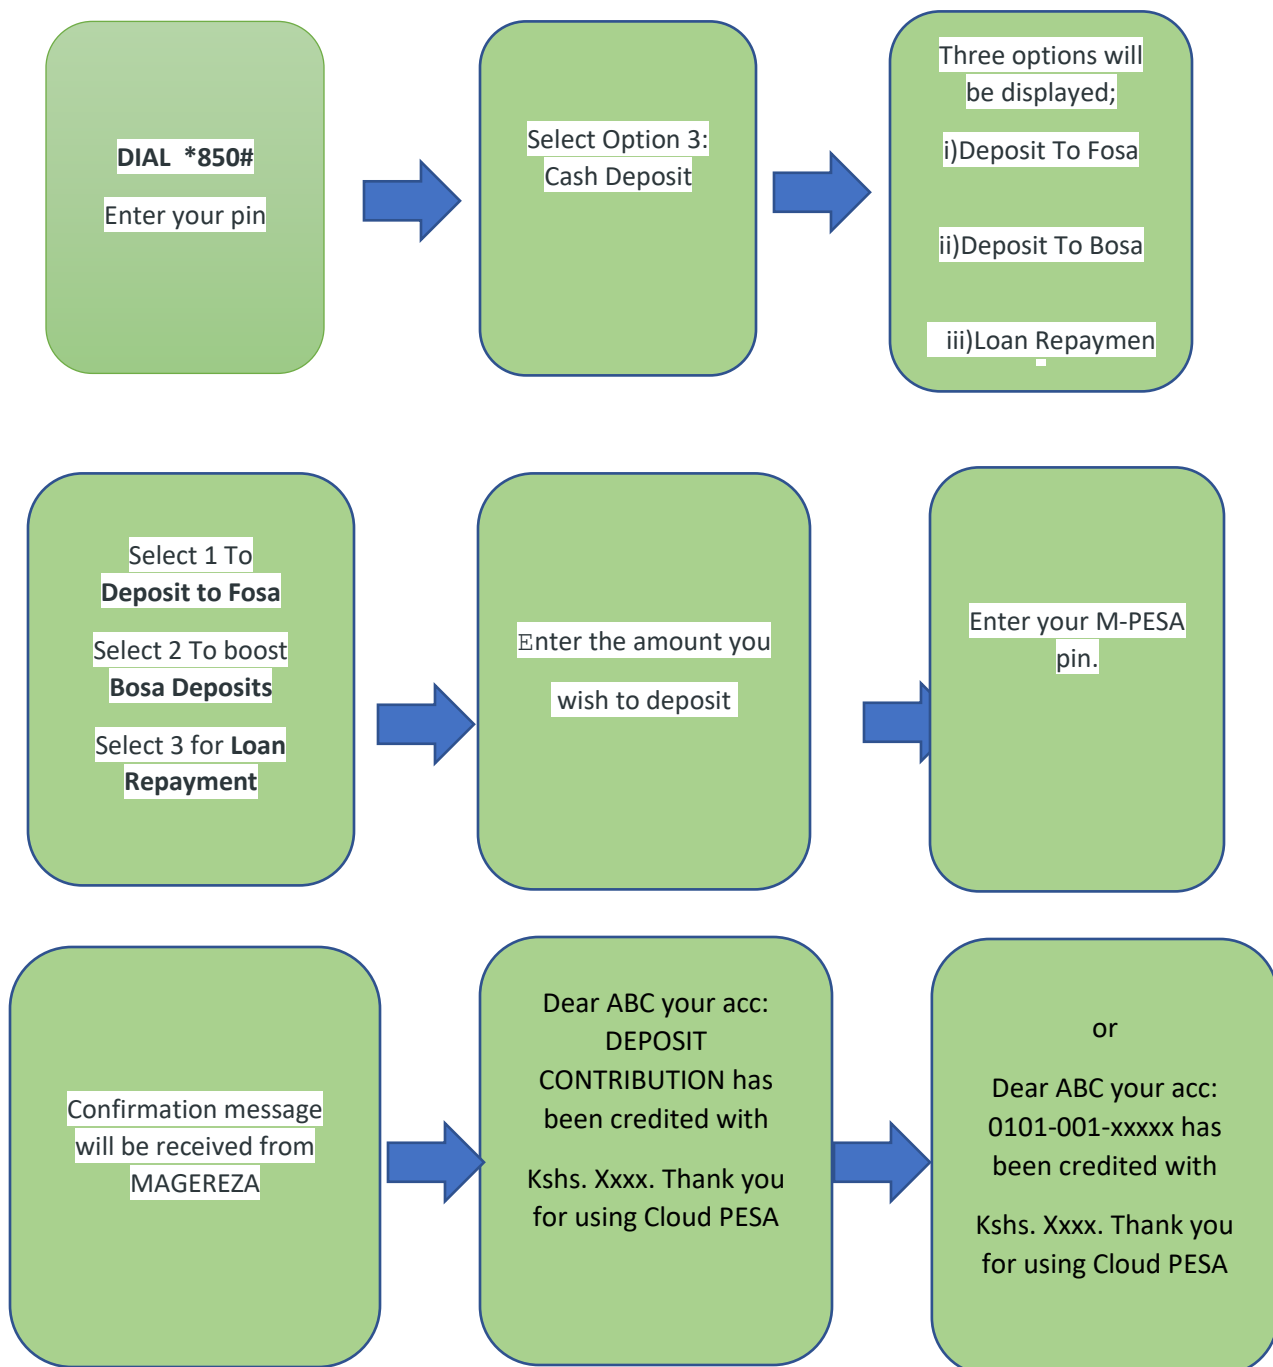 DIAL *850#
Enter your pin
Select Option 3:
Cash Deposit
Three options will
be displayed;
i)Deposit To Fosa
ii)Deposit To Bosa
iii)Loan Repaymen
Select 1 To
Deposit to Fosa
Select 2 To boost
Bosa Deposits
Select 3 for Loan
Repayment
Enter the amount you
wish to deposit
Enter your M-PESA
pin.
Confirmation message
will be received from
MAGEREZA
Dear ABC your acc:
DEPOSIT
CONTRIBUTION has
been credited with
Kshs. Xxxx. Thank you
for using Cloud PESA
or
Dear ABC your acc:
0101-001-xxxxx has
been credited with
Kshs. Xxxx. Thank you
for using Cloud PESA